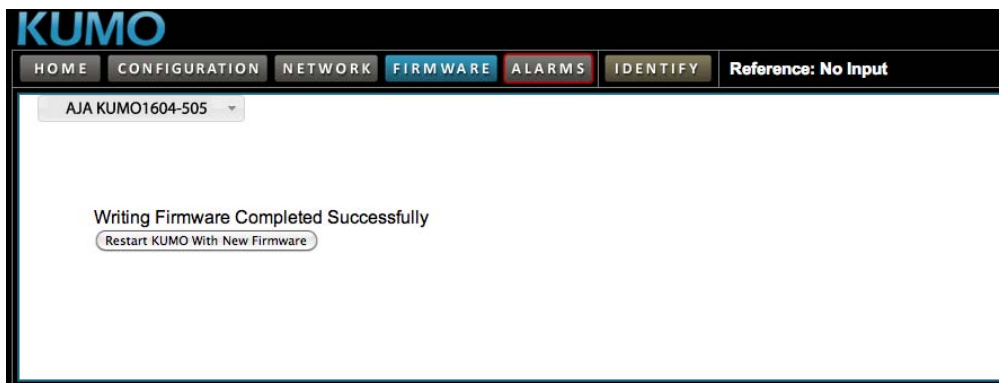 KUMO
HOME CONFIGURATION NETWORK FIRMWARE ALARMS IDENTIFY Reference: No Input
AJA KUMO1604-505
Writing Firmware Completed Successfully
Restart KUMO With New Firmware